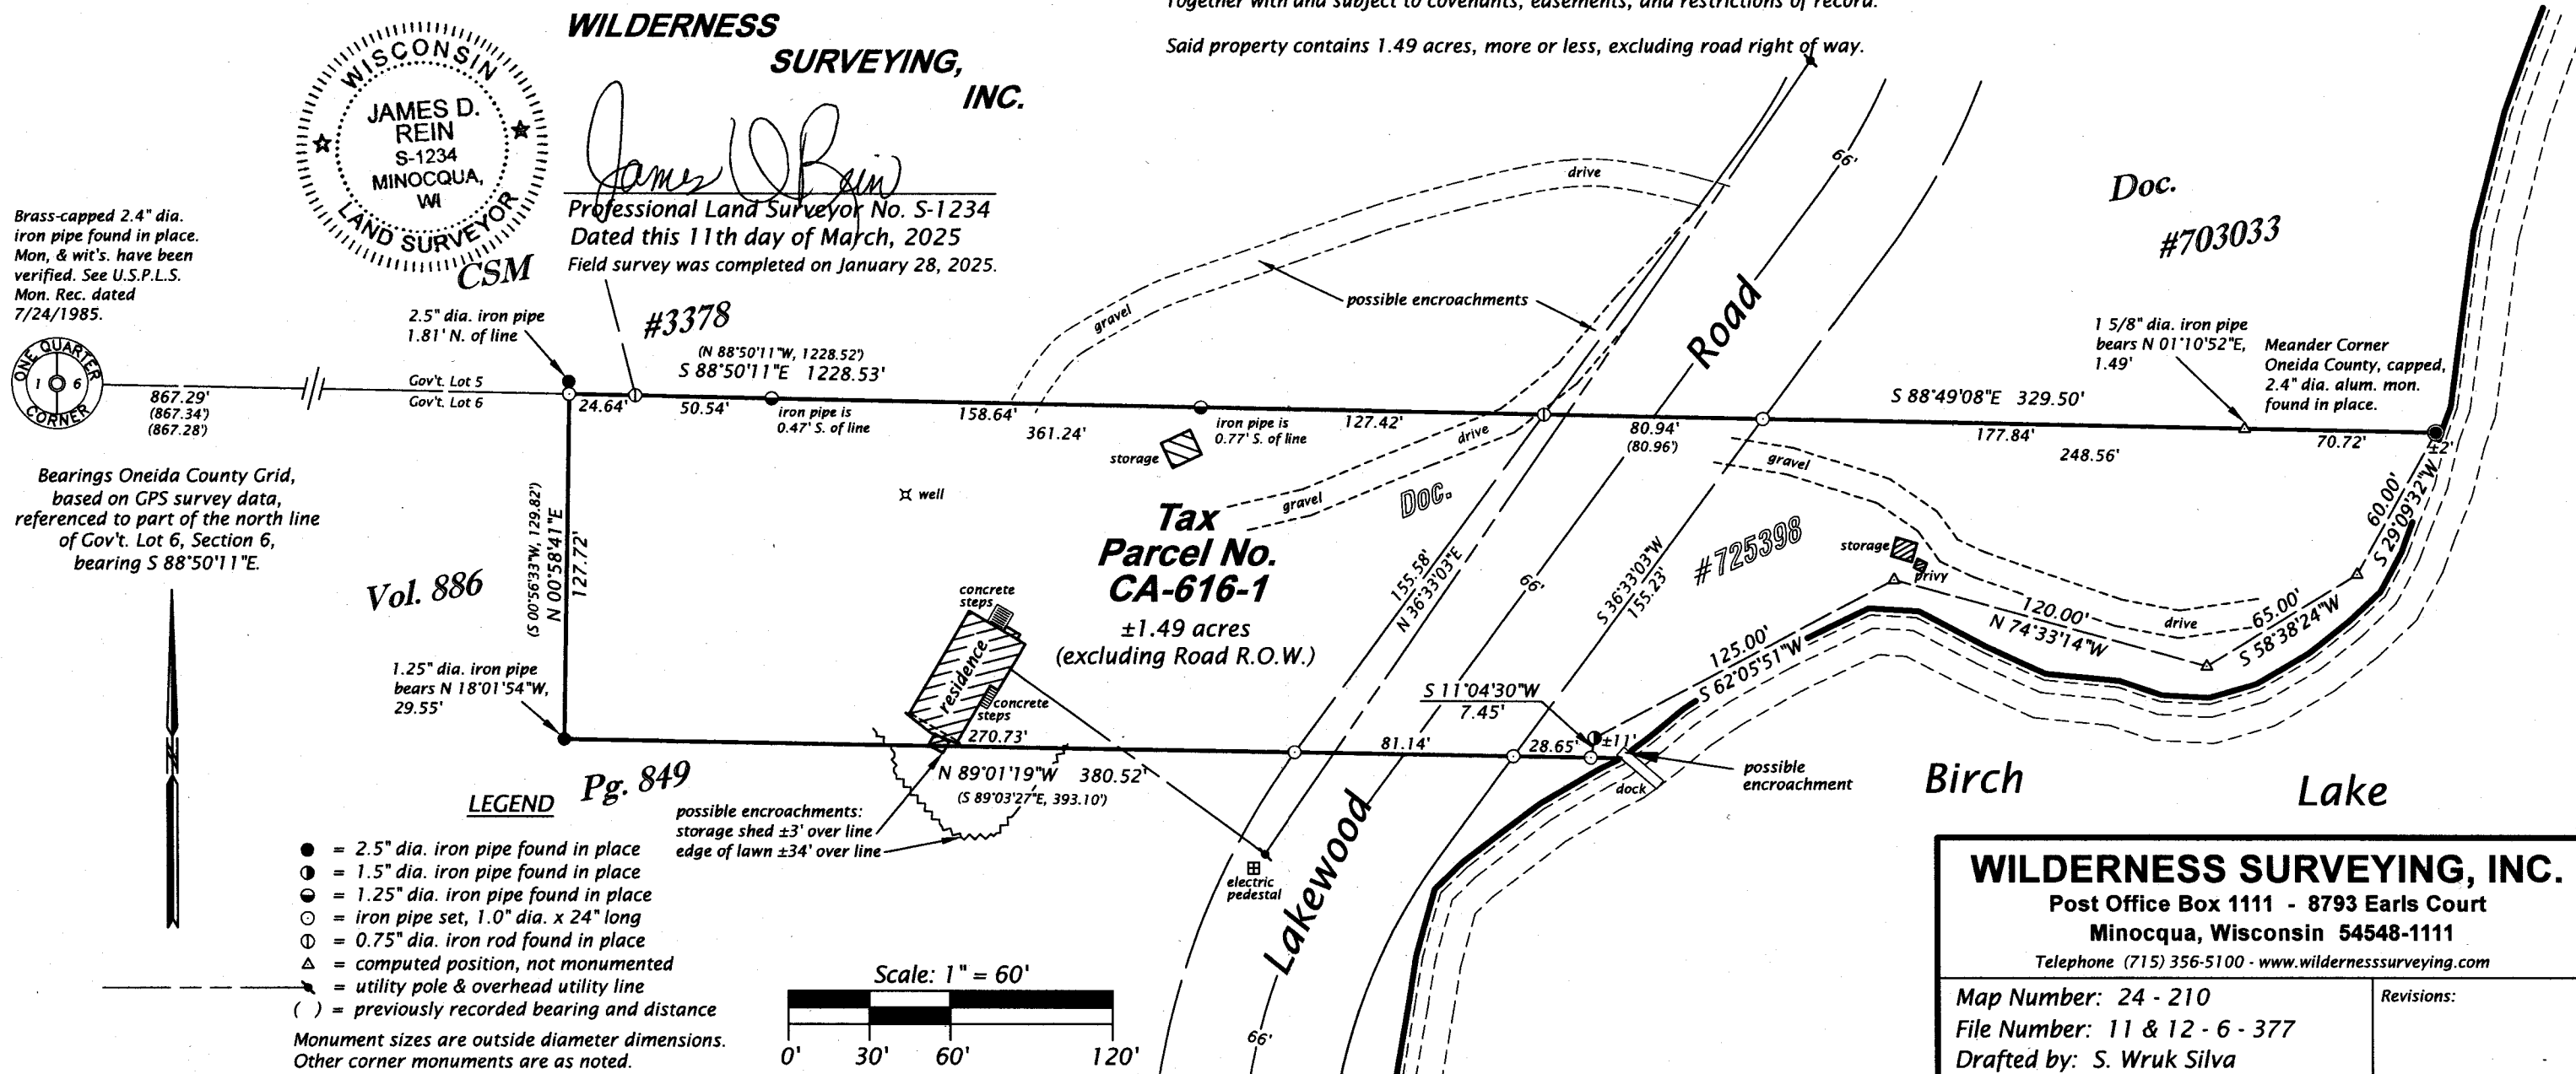 WILDERNESS
SURVEYING,
INC.
WISCONSIN
JAMES D.
REIN
S-1234
MINOCQUA,
WI
LAND SURVEYOR
James D Rein
Professional Land Surveyor No. S-1234
Dated this 11th day of March, 2025
Field survey was completed on January 28, 2025.
Together with and subject to covenants, easements, and restrictions of record.
Said property contains 1.49 acres, more or less, excluding road right of way.
Brass-capped 2.4" dia.
iron pipe found in place.
Mon, & wit's. have been
verified. See U.S.P.L.S.
Mon. Rec. dated
7/24/1985.
ONE QUARTER
1 6
CORNER
867.29'
(867.34')
(867.28')
Gov't. Lot 5
Gov't. Lot 6
CSM
#3378
2.5" dia. iron pipe
1.81' N. of line
(N 88°50'11"W, 1228.52')
S 88°50'11"E 1228.53'
24.64'
50.54'
iron pipe is
0.47' S. of line
158.64'
361.24'
iron pipe is
0.77' S. of line
127.42'
gravel
drive
possible encroachments
storage
drive
gravel
well
80.94'
(80.96')
66'
Road
Doc.
#703033
1 5/8" dia. iron pipe
bears N 01°10'52"E,
1.49'
Meander Corner
Oneida County, capped,
2.4" dia. alum. mon.
found in place.
S 88°49'08"E 329.50'
177.84'
248.56'
70.72'
±2'
60.00'
S 29°09'32"W
65.00'
S 58°38'24"W
120.00'
N 74°33'14"W
125.00'
S 62°05'51"W
gravel
drive
storage
privy
Bearings Oneida County Grid,
based on GPS survey data,
referenced to part of the north line
of Gov't. Lot 6, Section 6,
bearing S 88°50'11"E.
N
Vol. 886
Pg. 849
(S 00°56'33"W, 129.82')
N 00°58'41"E
127.72'
1.25" dia. iron pipe
bears N 18°01'54"W,
29.55'
Tax
Parcel No.
CA-616-1
±1.49 acres
(excluding Road R.O.W.)
Doc.
#725398
155.58'
N 36°33'03"E
66'
S 36°33'03"W
155.23'
concrete
steps
residence
concrete
steps
270.73'
N 89°01'19"W 380.52'
(S 89°03'27"E, 393.10')
81.14'
28.65'
±11'
S 11°04'30"W
7.45'
possible
encroachment
dock
possible encroachments:
storage shed ±3' over line
edge of lawn ±34' over line
electric
pedestal
Lakewood
66'
Birch
Lake
LEGEND
= 2.5" dia. iron pipe found in place
= 1.5" dia. iron pipe found in place
= 1.25" dia. iron pipe found in place
= iron pipe set, 1.0" dia. x 24" long
= 0.75" dia. iron rod found in place
= computed position, not monumented
= utility pole & overhead utility line
( ) = previously recorded bearing and distance
Monument sizes are outside diameter dimensions.
Other corner monuments are as noted.
Scale: 1" = 60'
0' 30' 60' 120'
WILDERNESS SURVEYING, INC.
Post Office Box 1111 - 8793 Earls Court
Minocqua, Wisconsin 54548-1111
Telephone (715) 356-5100 - www.wildernesssurveying.com
Map Number: 24 - 210
File Number: 11 & 12 - 6 - 377
Drafted by: S. Wruk Silva
Revisions: